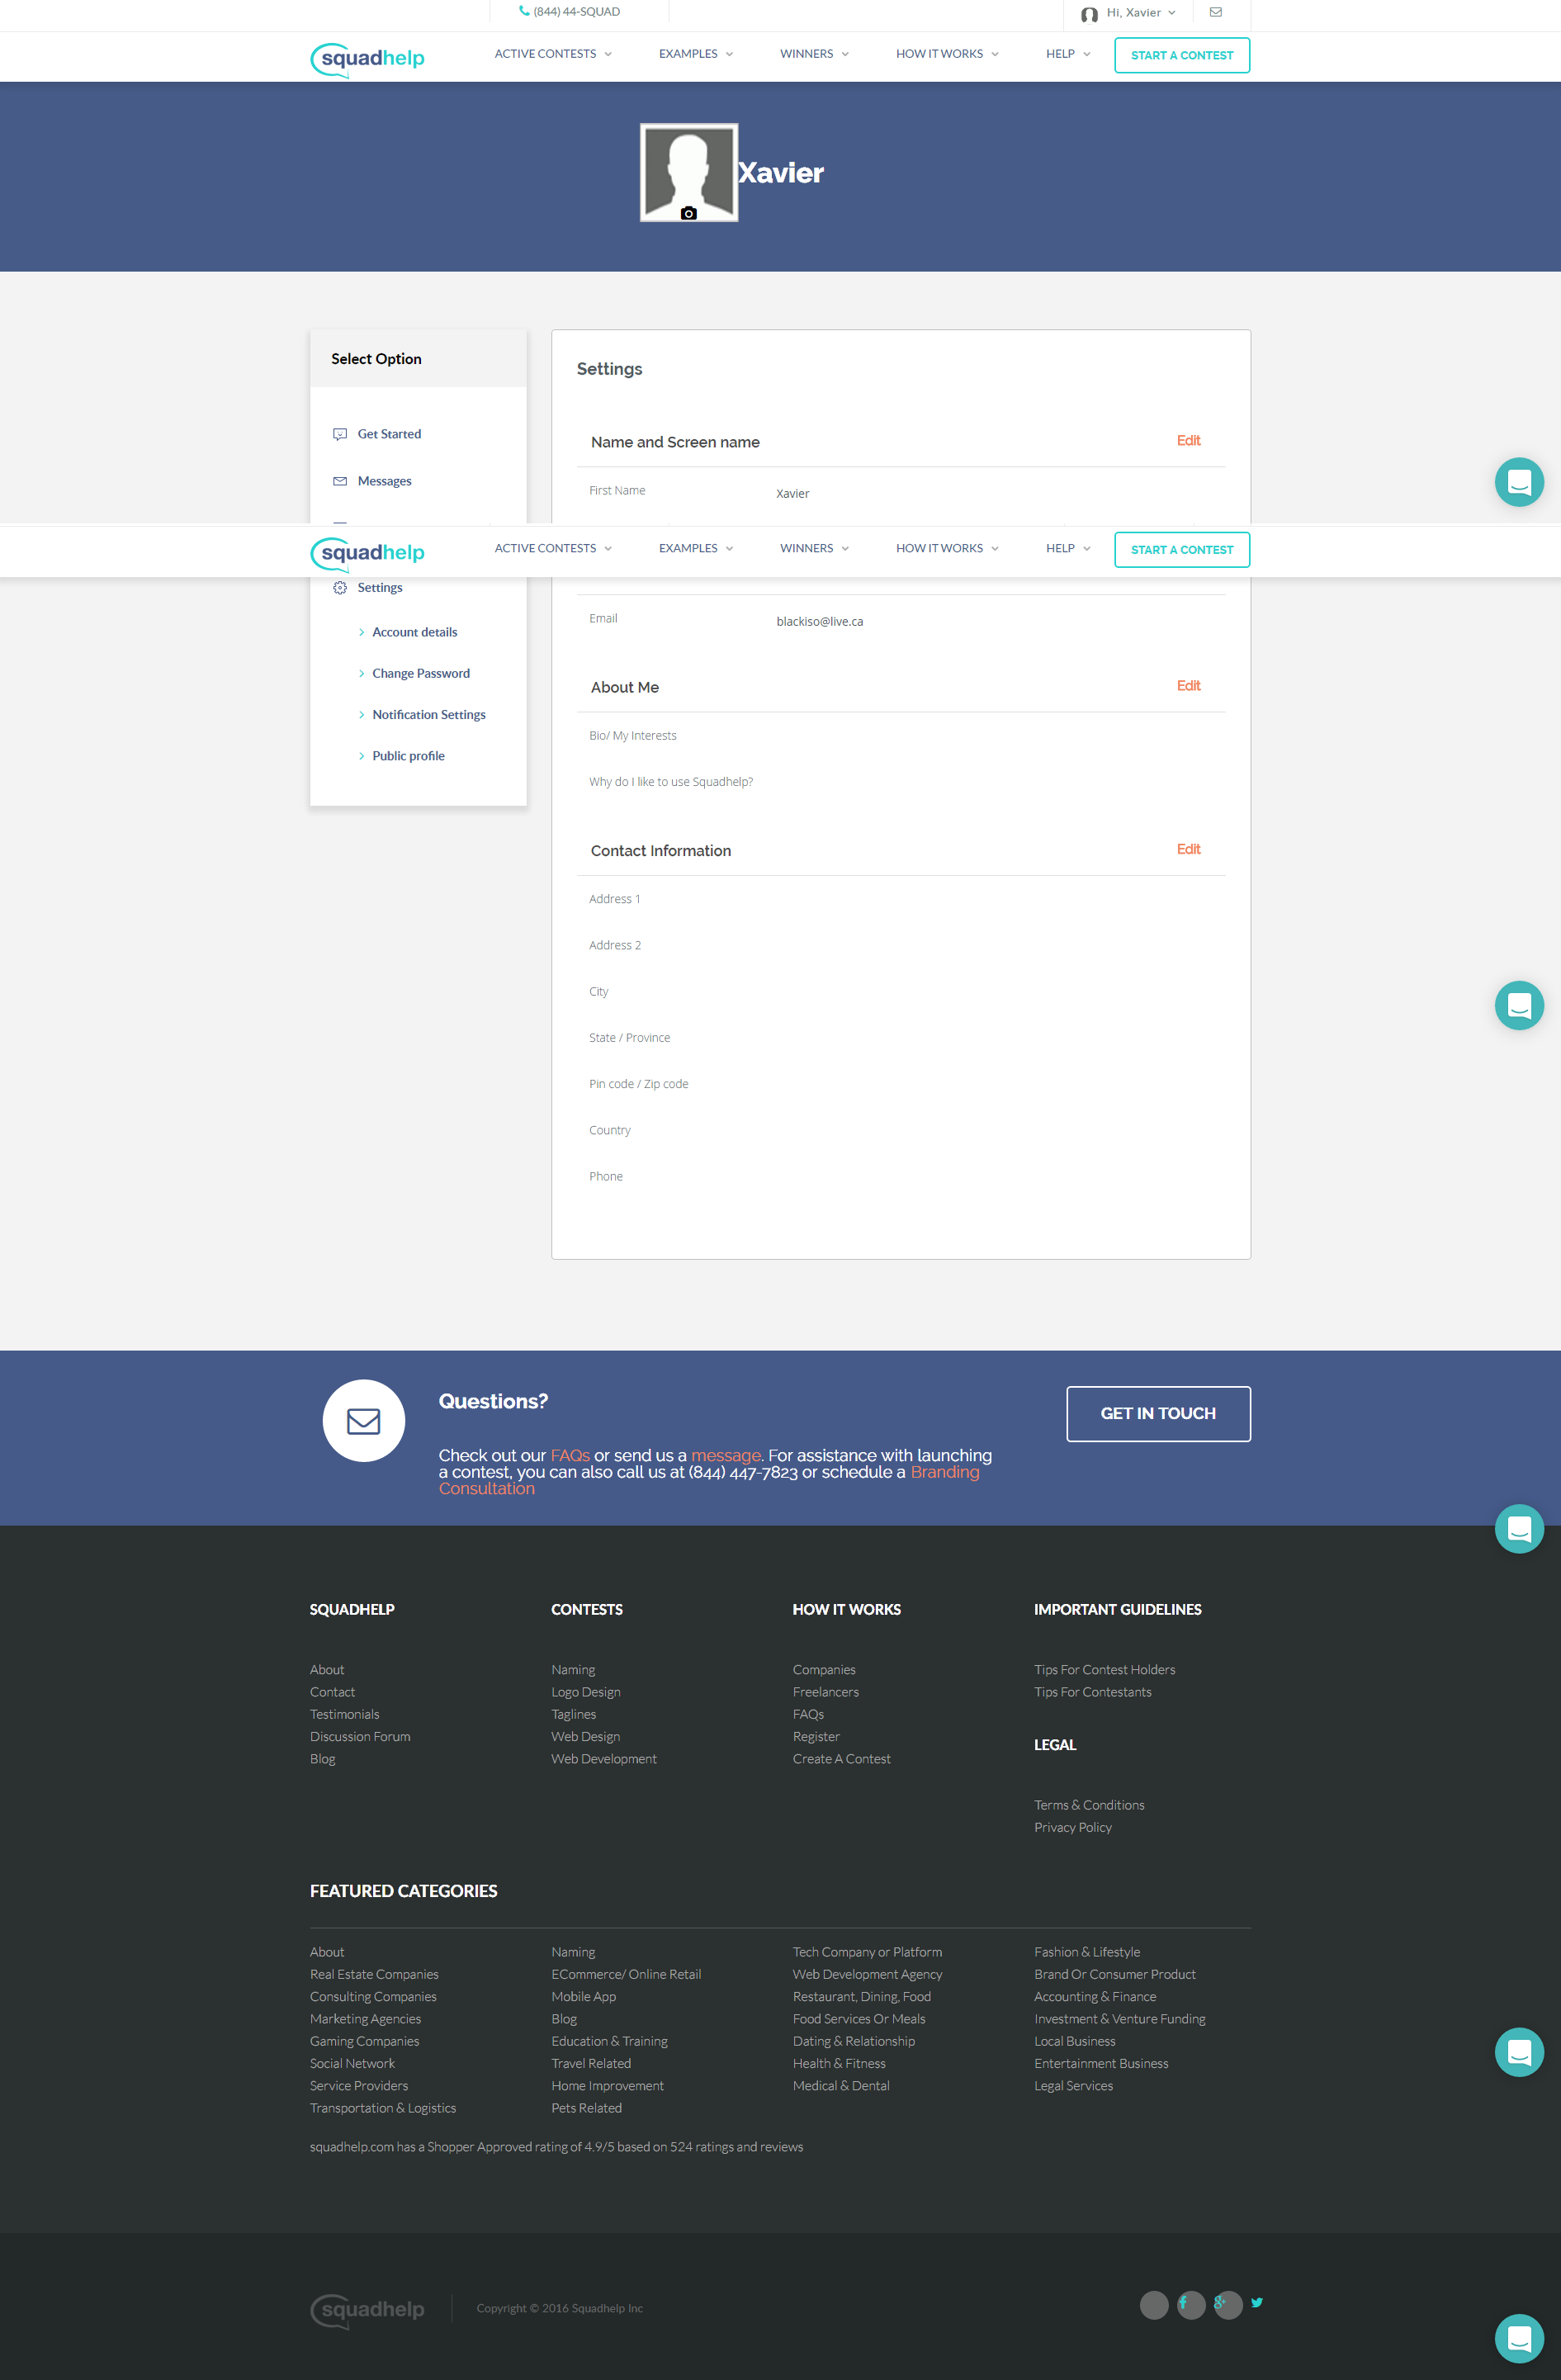 (844) 44-SQUAD
Hi, Xavier
squadhelp
ACTIVE CONTESTS
EXAMPLES
WINNERS
HOW IT WORKS
HELP
START A CONTEST
Xavier
Select Option
Get Started
Messages
Settings
Name and Screen name
Edit
First Name
Xavier
squadhelp
ACTIVE CONTESTS
EXAMPLES
WINNERS
HOW IT WORKS
HELP
START A CONTEST
Settings
Account details
Change Password
Notification Settings
Public profile
Email
blackiso@live.ca
About Me
Edit
Bio/ My Interests
Why do I like to use Squadhelp?
Contact Information
Edit
Address 1
Address 2
City
State / Province
Pin code / Zip code
Country
Phone
Questions?
Check out our FAQs or send us a message. For assistance with launching
a contest, you can also call us at (844) 447-7823 or schedule a Branding
Consultation
GET IN TOUCH
SQUADHELP
About
Contact
Testimonials
Discussion Forum
Blog
CONTESTS
Naming
Logo Design
Taglines
Web Design
Web Development
HOW IT WORKS
Companies
Freelancers
FAQs
Register
Create A Contest
IMPORTANT GUIDELINES
Tips For Contest Holders
Tips For Contestants
LEGAL
Terms & Conditions
Privacy Policy
FEATURED CATEGORIES
About
Real Estate Companies
Consulting Companies
Marketing Agencies
Gaming Companies
Social Network
Service Providers
Transportation & Logistics
Naming
ECommerce/ Online Retail
Mobile App
Blog
Education & Training
Travel Related
Home Improvement
Pets Related
Tech Company or Platform
Web Development Agency
Restaurant, Dining, Food
Food Services Or Meals
Dating & Relationship
Health & Fitness
Medical & Dental
Fashion & Lifestyle
Brand Or Consumer Product
Accounting & Finance
Investment & Venture Funding
Local Business
Entertainment Business
Legal Services
squadhelp.com has a Shopper Approved rating of 4.9/5 based on 524 ratings and reviews
squadhelp
Copyright © 2016 Squadhelp Inc